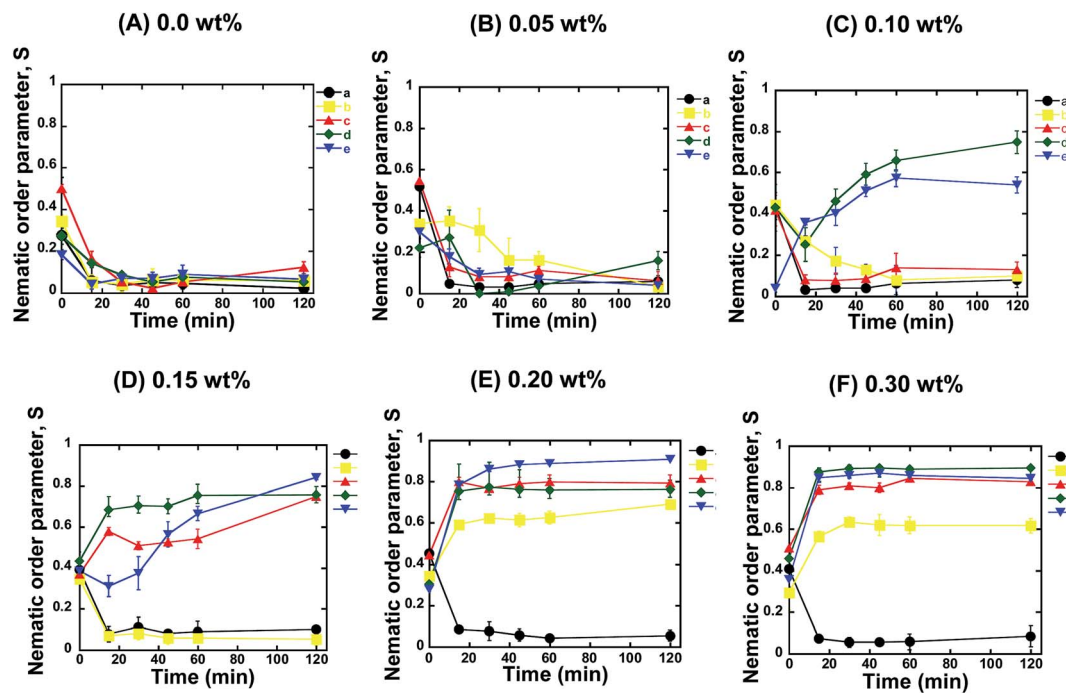 (A) 0.0 wt%
Nematic order parameter, S
1
0.8
0.6
0.4
0.2
0
0 20 40 60 80 100 120
Time (min)
a
b
c
d
e
(B) 0.05 wt%
Nematic order parameter, S
1
0.8
0.6
0.4
0.2
0
0 20 40 60 80 100 120
Time (min)
a
b
c
d
e
(C) 0.10 wt%
Nematic order parameter, S
1
0.8
0.6
0.4
0.2
0
0 20 40 60 80 100 120
Time (min)
a
b
c
d
e
(D) 0.15 wt%
Nematic order parameter, S
1
0.8
0.6
0.4
0.2
0
0 20 40 60 80 100 120
Time (min)
(E) 0.20 wt%
Nematic order parameter, S
1
0.8
0.6
0.4
0.2
0
0 20 40 60 80 100 120
Time (min)
(F) 0.30 wt%
Nematic order parameter, S
1
0.8
0.6
0.4
0.2
0
0 20 40 60 80 100 120
Time (min)